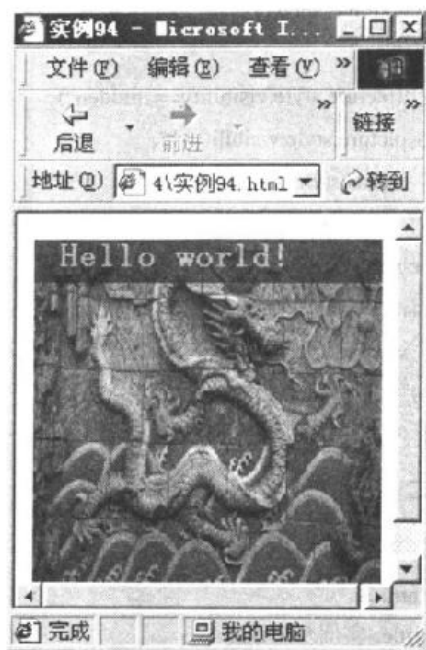 实例94 - Microsoft I...
文件(F) 编辑(E) 查看(V) »
后退 前进 » 链接
地址(D) 4\实例94.html 转到
Hello world!
完成 我的电脑